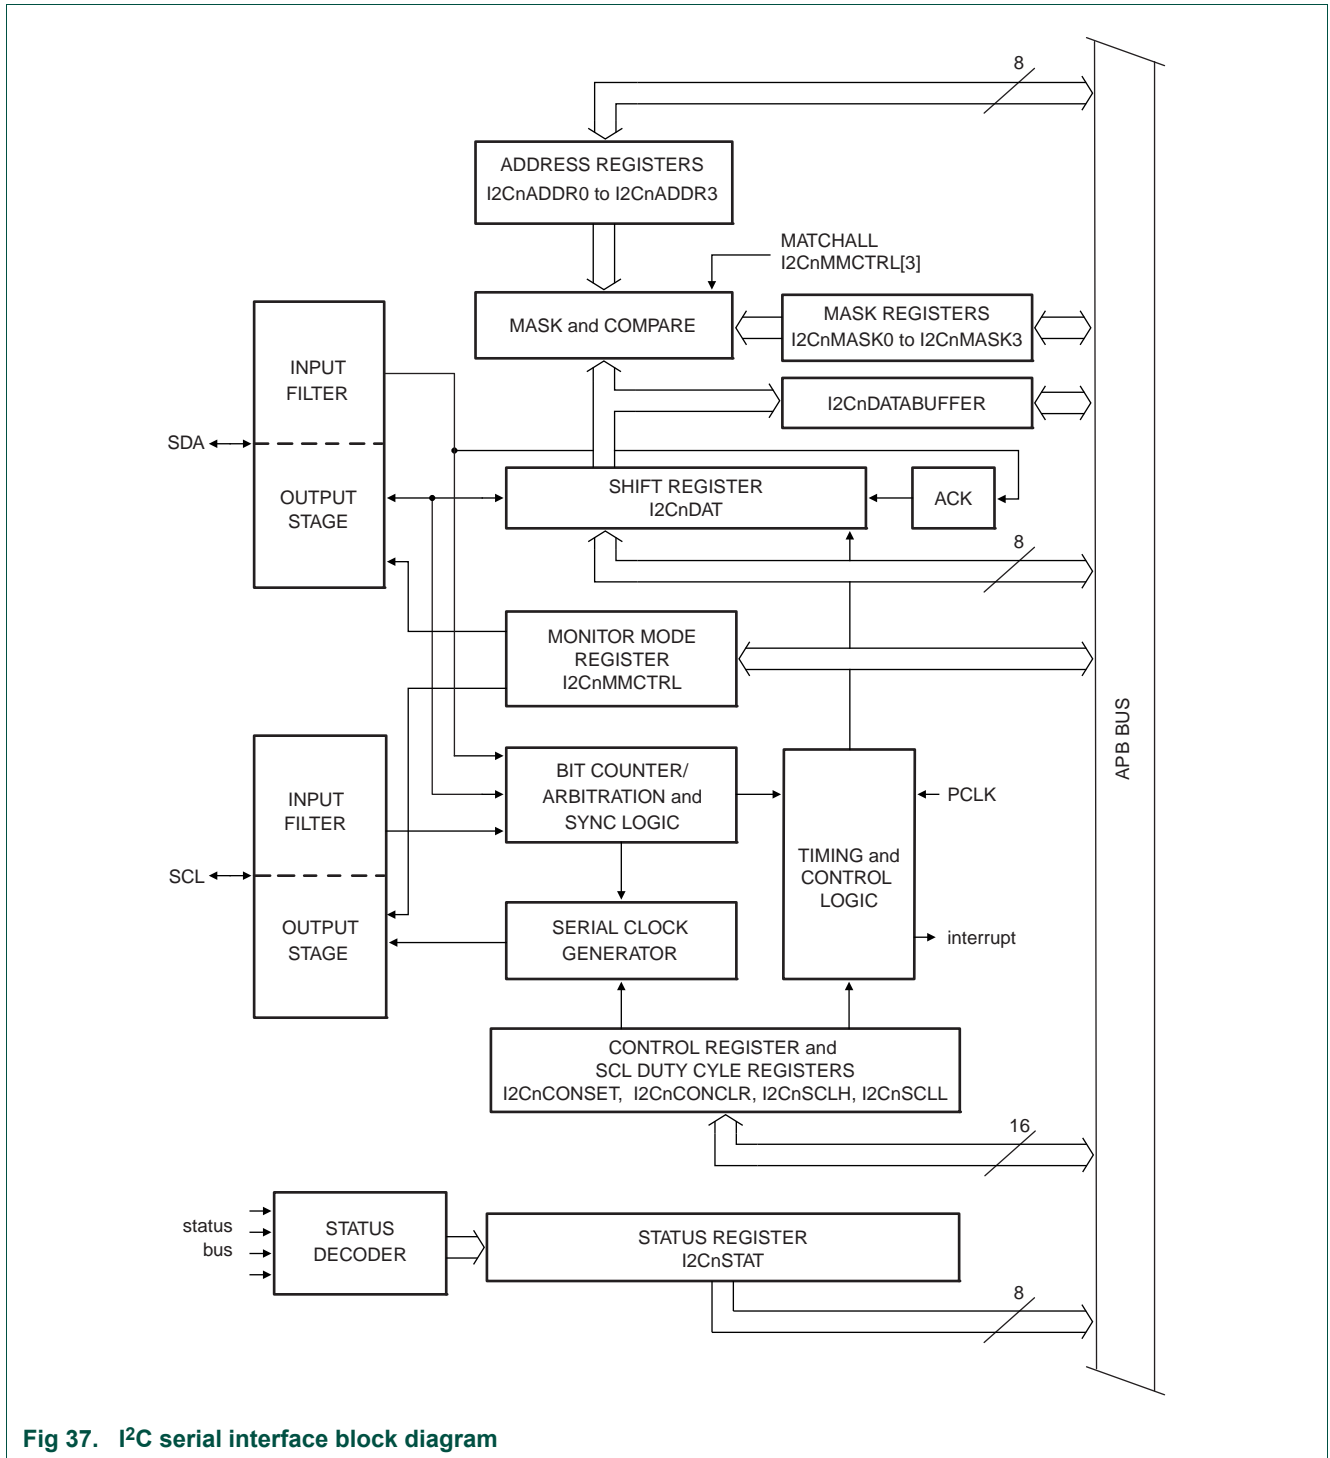 8
ADDRESS REGISTERS
I2CnADDR0 to I2CnADDR3
MATCHALL
I2CnMMCTRL[3]
MASK and COMPARE
MASK REGISTERS
I2CnMASK0 to I2CnMASK3
I2CnDATABUFFER
INPUT
FILTER
SDA
OUTPUT
STAGE
SHIFT REGISTER
I2CnDAT
ACK
8
MONITOR MODE
REGISTER
I2CnMMCTRL
APB BUS
BIT COUNTER/
ARBITRATION and
SYNC LOGIC
PCLK
INPUT
FILTER
TIMING and
CONTROL
LOGIC
SCL
OUTPUT
STAGE
SERIAL CLOCK
GENERATOR
interrupt
CONTROL REGISTER and
SCL DUTY CYLE REGISTERS
I2CnCONSET, I2CnCONCLR, I2CnSCLH, I2CnSCLL
16
status
bus
STATUS
DECODER
STATUS REGISTER
I2CnSTAT
8
Fig 37. I²C serial interface block diagram